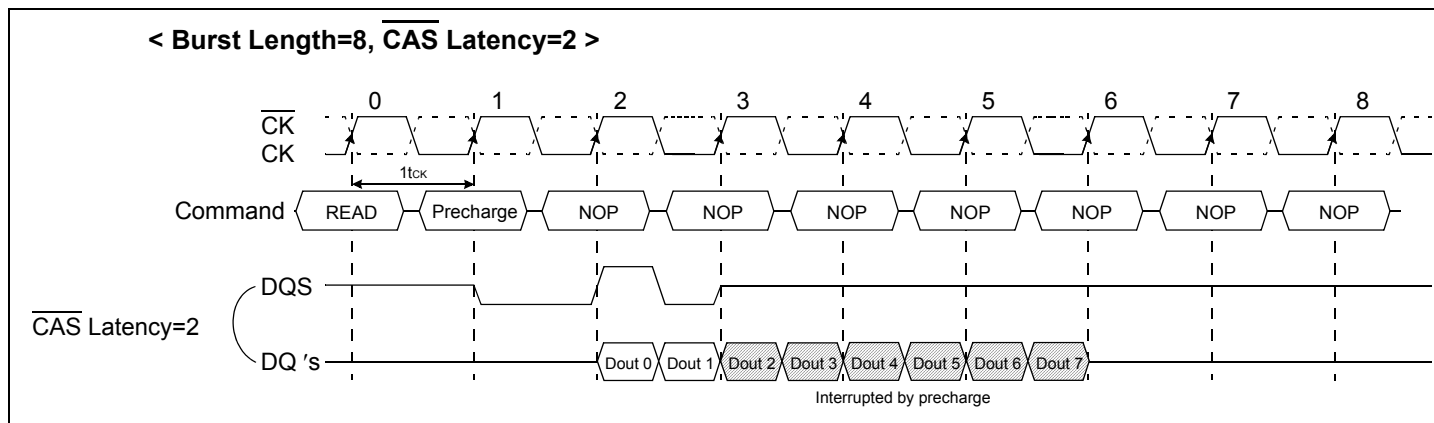 < Burst Length=8, CAS Latency=2 >
0 1 2 3 4 5 6 7 8
CK
CK
1tCK
Command READ Precharge NOP NOP NOP NOP NOP NOP NOP
DQS
CAS Latency=2
DQ 's Dout 0 Dout 1 Dout 2 Dout 3 Dout 4 Dout 5 Dout 6 Dout 7
Interrupted by precharge